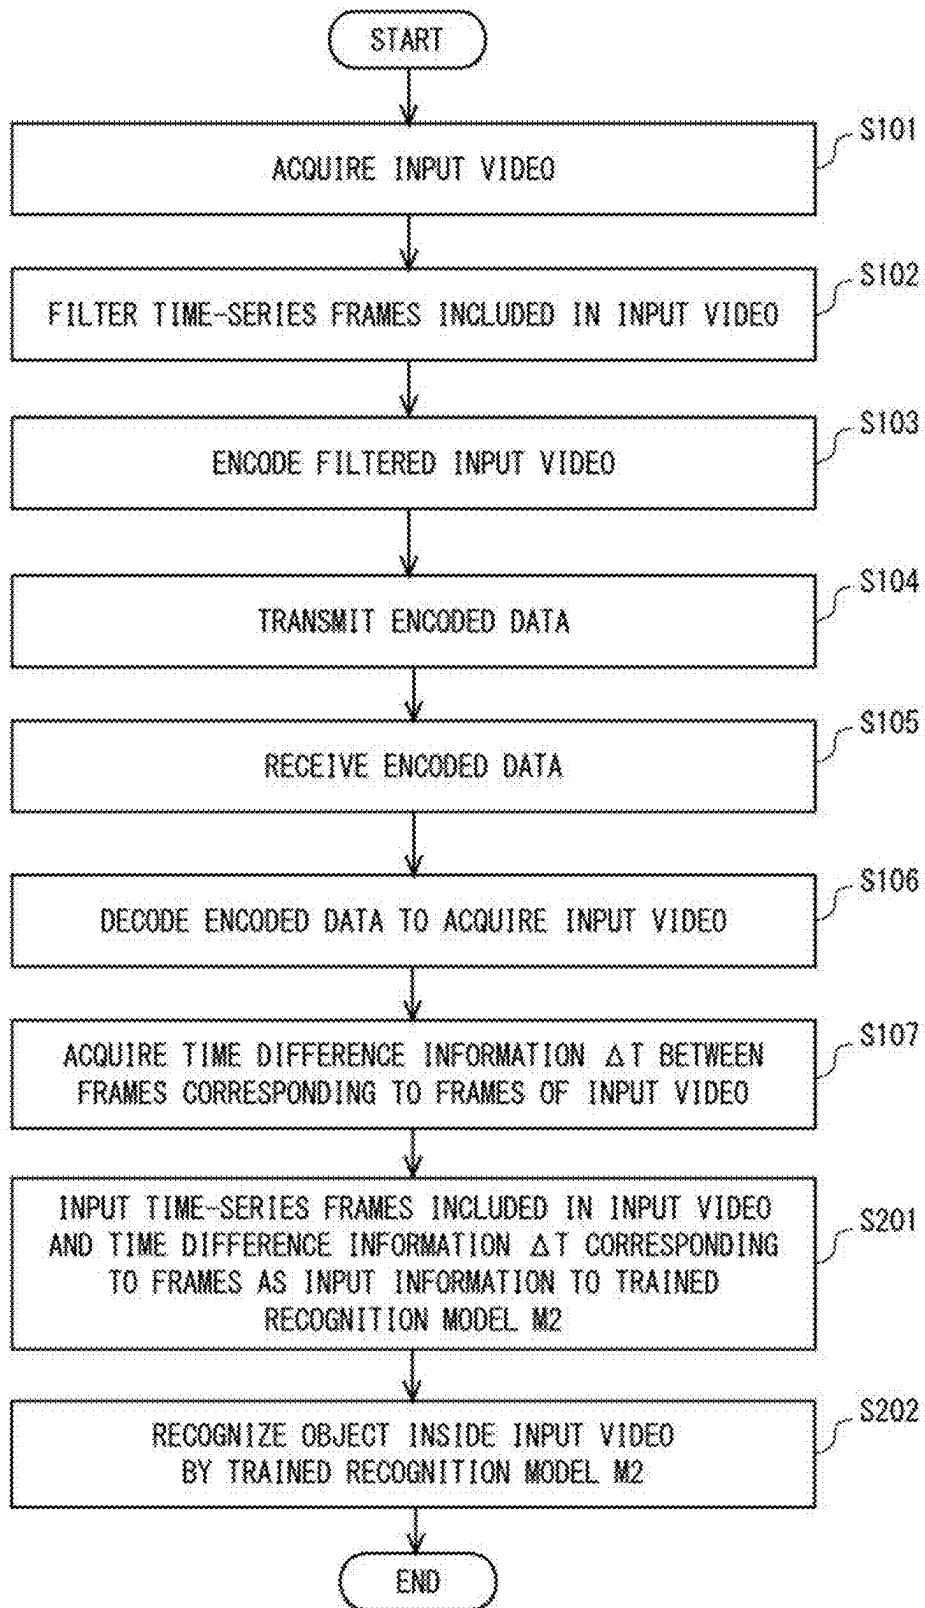 START
S101
ACQUIRE INPUT VIDEO
S102
FILTER TIME-SERIES FRAMES INCLUDED IN INPUT VIDEO
S103
ENCODE FILTERED INPUT VIDEO
S104
TRANSMIT ENCODED DATA
S105
RECEIVE ENCODED DATA
S106
DECODE ENCODED DATA TO ACQUIRE INPUT VIDEO
S107
ACQUIRE TIME DIFFERENCE INFORMATION ΔT BETWEEN
FRAMES CORRESPONDING TO FRAMES OF INPUT VIDEO
S201
INPUT TIME-SERIES FRAMES INCLUDED IN INPUT VIDEO
AND TIME DIFFERENCE INFORMATION ΔT CORRESPONDING
TO FRAMES AS INPUT INFORMATION TO TRAINED
RECOGNITION MODEL M2
S202
RECOGNIZE OBJECT INSIDE INPUT VIDEO
BY TRAINED RECOGNITION MODEL M2
END